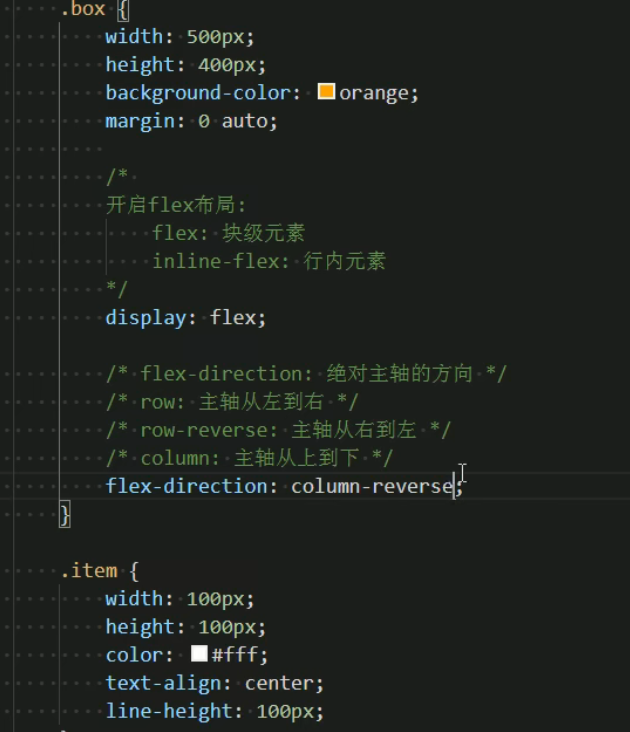 .box {
width: 500px;
height: 400px;
background-color: orange;
margin: 0 auto;
/*
开启flex布局:
flex: 块级元素
inline-flex: 行内元素
*/
display: flex;
/* flex-direction: 绝对主轴的方向 */
/* row: 主轴从左到右 */
/* row-reverse: 主轴从右到左 */
/* column: 主轴从上到下 */
flex-direction: column-reverse;
}
.item {
width: 100px;
height: 100px;
color: #fff;
text-align: center;
line-height: 100px;